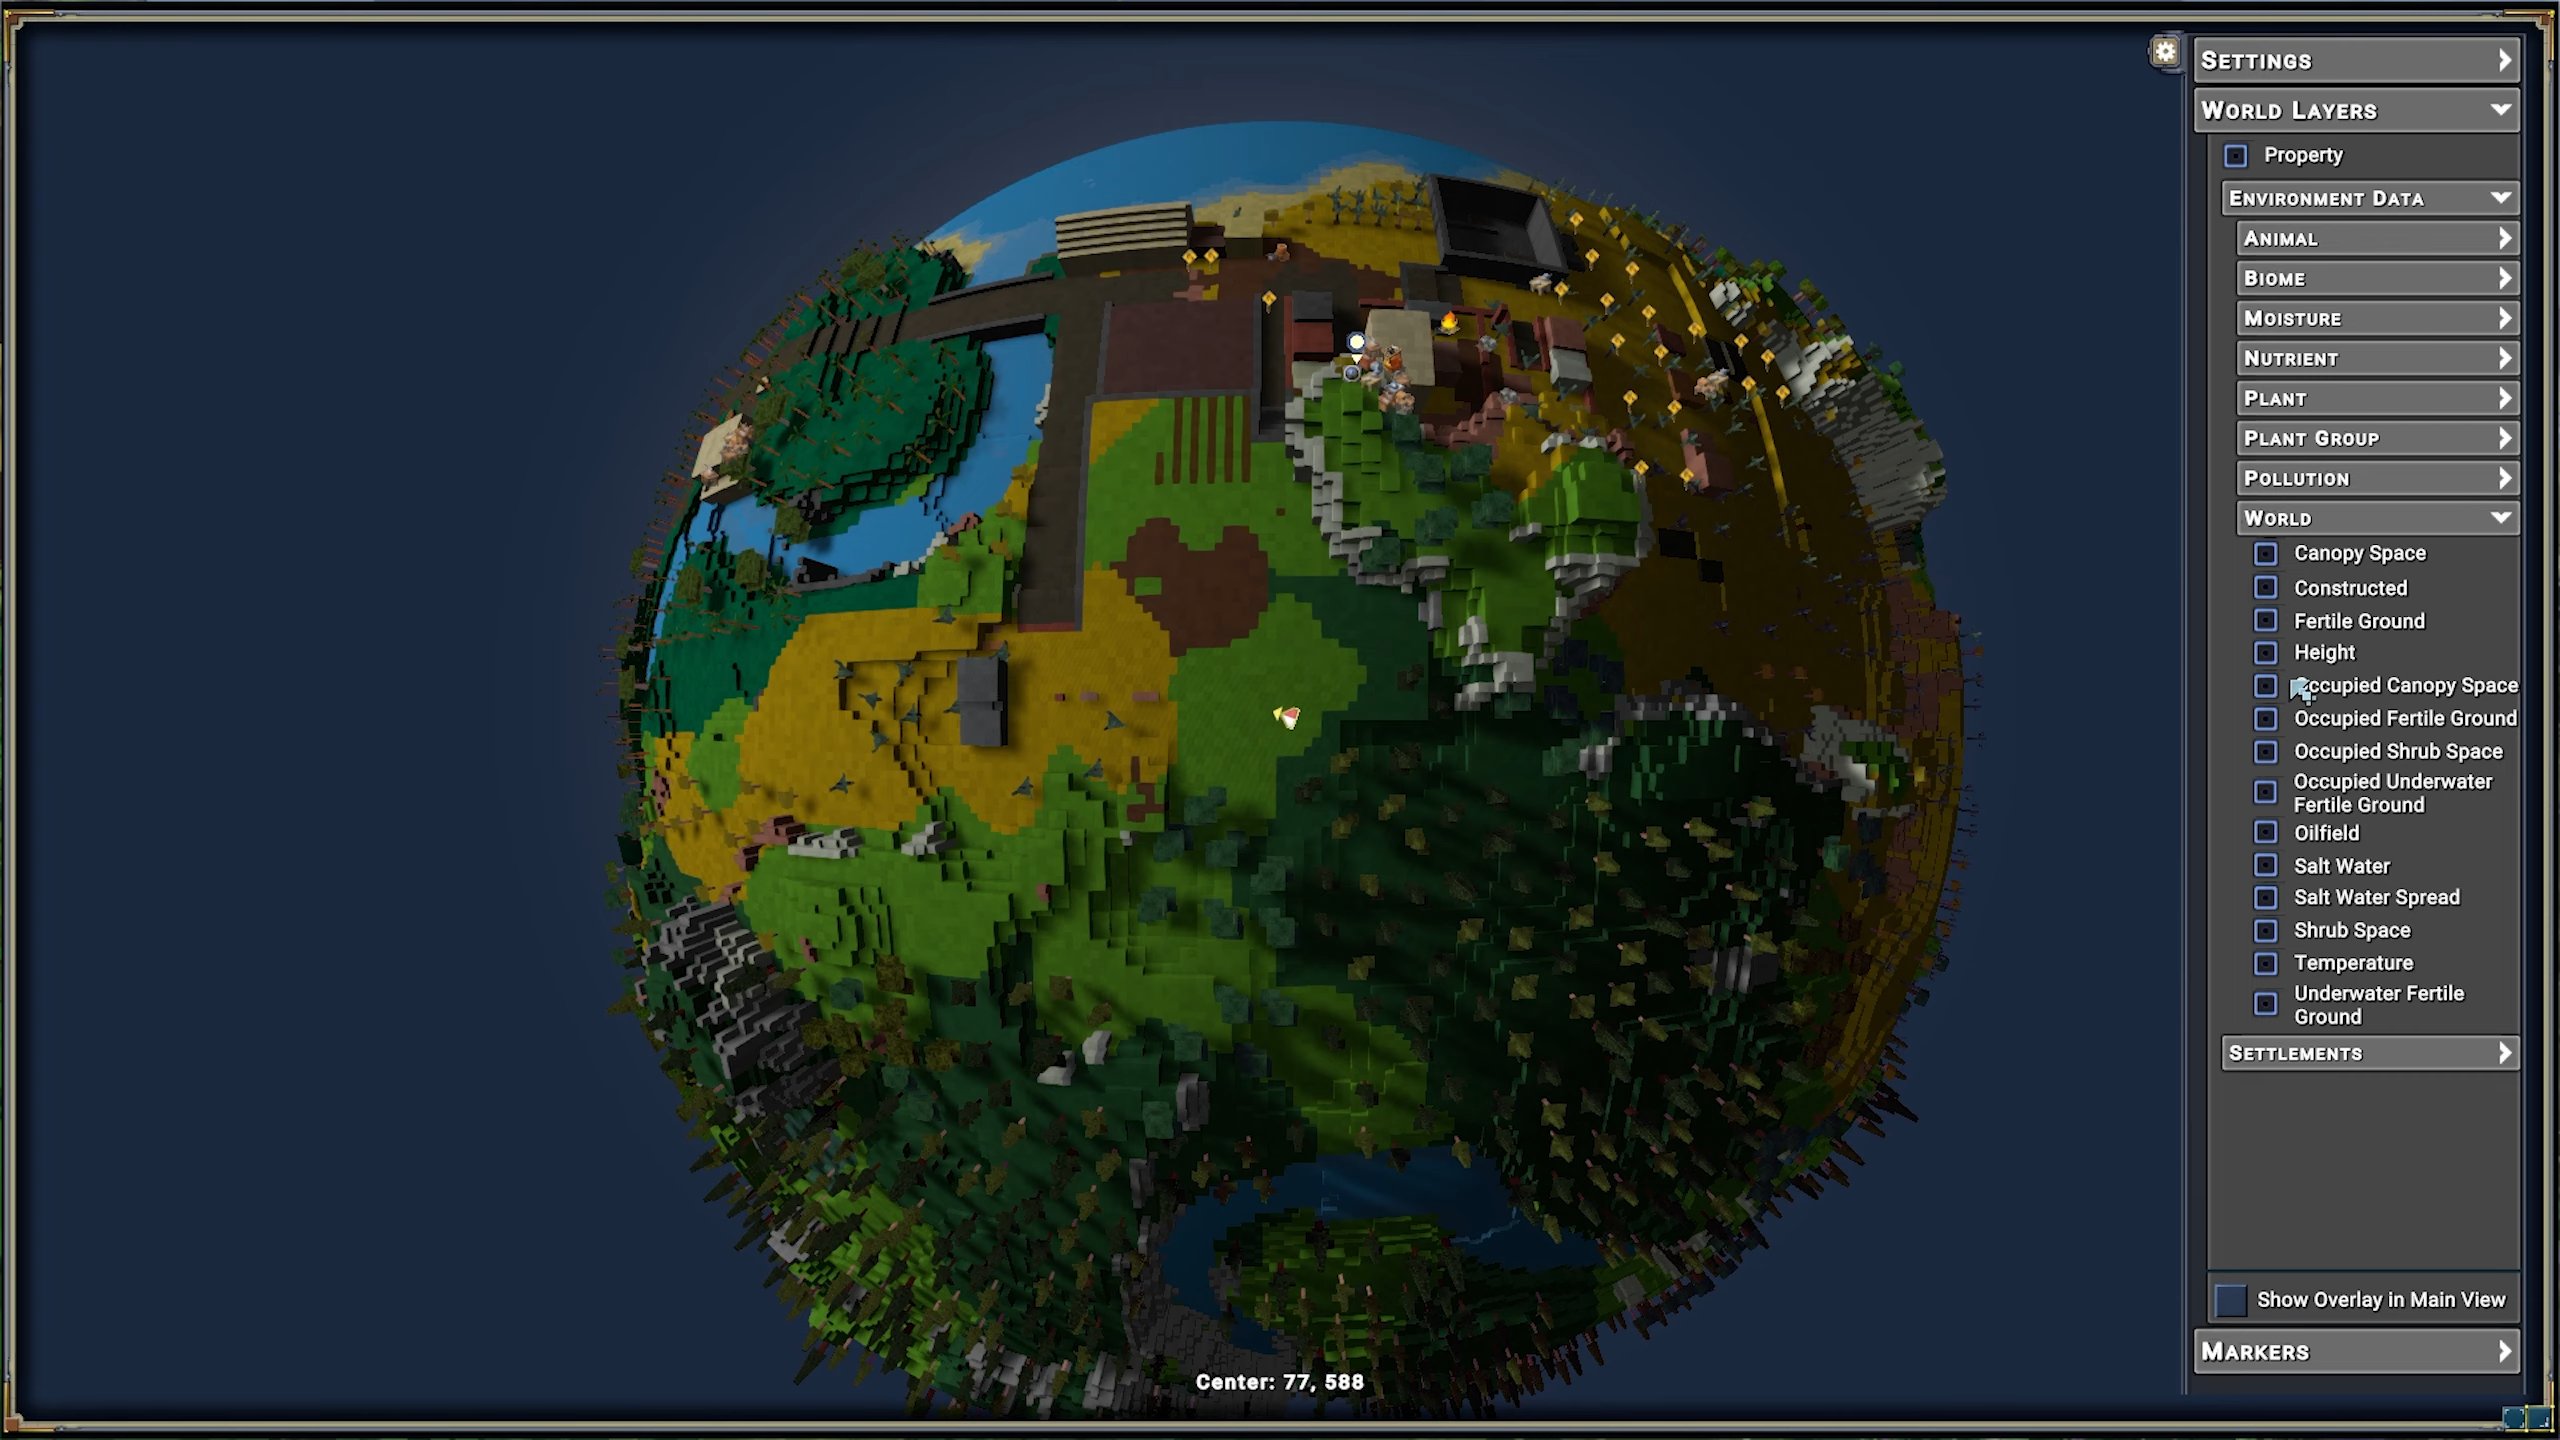 SETTINGS
WORLD LAYERS
Property
ENVIRONMENT DATA
ANIMAL
BIOME
MOISTURE
NUTRIENT
PLANT
PLANT GROUP
POLLUTION
WORLD
Canopy Space
Constructed
Fertile Ground
Height
Occupied Canopy Space
Occupied Fertile Ground
Occupied Shrub Space
Occupied Underwater
Fertile Ground
Oilfield
Salt Water
Salt Water Spread
Shrub Space
Temperature
Underwater Fertile
Ground
SETTLEMENTS
Show Overlay in Main View
MARKERS
Center: 77, 588